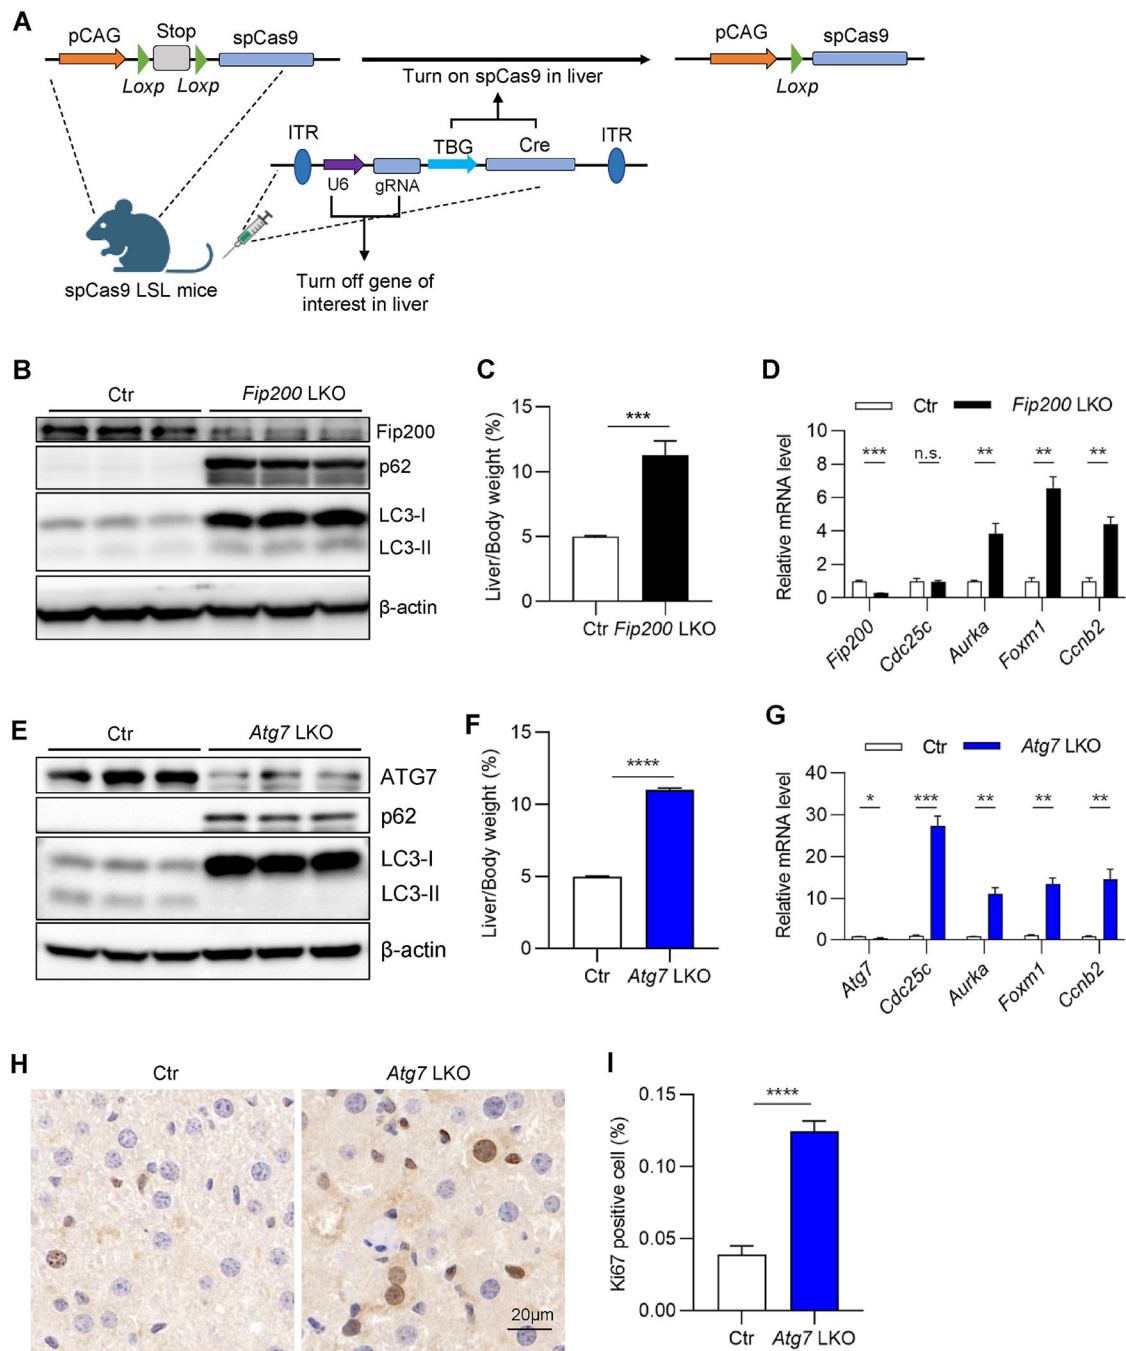 A
pCAG
Stop
spCas9
Loxp
Loxp
Turn on spCas9 in liver
pCAG
spCas9
Loxp
ITR
TBG
Cre
ITR
U6
gRNA
spCas9 LSL mice
Turn off gene of
interest in liver
B
Ctr
Fip200 LKO
Fip200
p62
LC3-I
LC3-II
β-actin
C
Liver/Body weight (%)
15
10
5
0
***
Ctr
Fip200 LKO
D
Ctr
Fip200 LKO
Relative mRNA level
10
8
6
4
2
0
***
n.s.
**
**
**
Fip200
Cdc25c
Aurka
Foxm1
Ccnb2
E
Ctr
Atg7 LKO
ATG7
p62
LC3-I
LC3-II
β-actin
F
Liver/Body weight (%)
15
10
5
0
****
Ctr
Atg7 LKO
G
Ctr
Atg7 LKO
Relative mRNA level
40
30
20
10
0
*
***
**
**
**
Atg7
Cdc25c
Aurka
Foxm1
Ccnb2
H
Ctr
Atg7 LKO
20μm
I
Ki67 positive cell (%)
0.15
0.10
0.05
0.00
****
Ctr
Atg7 LKO